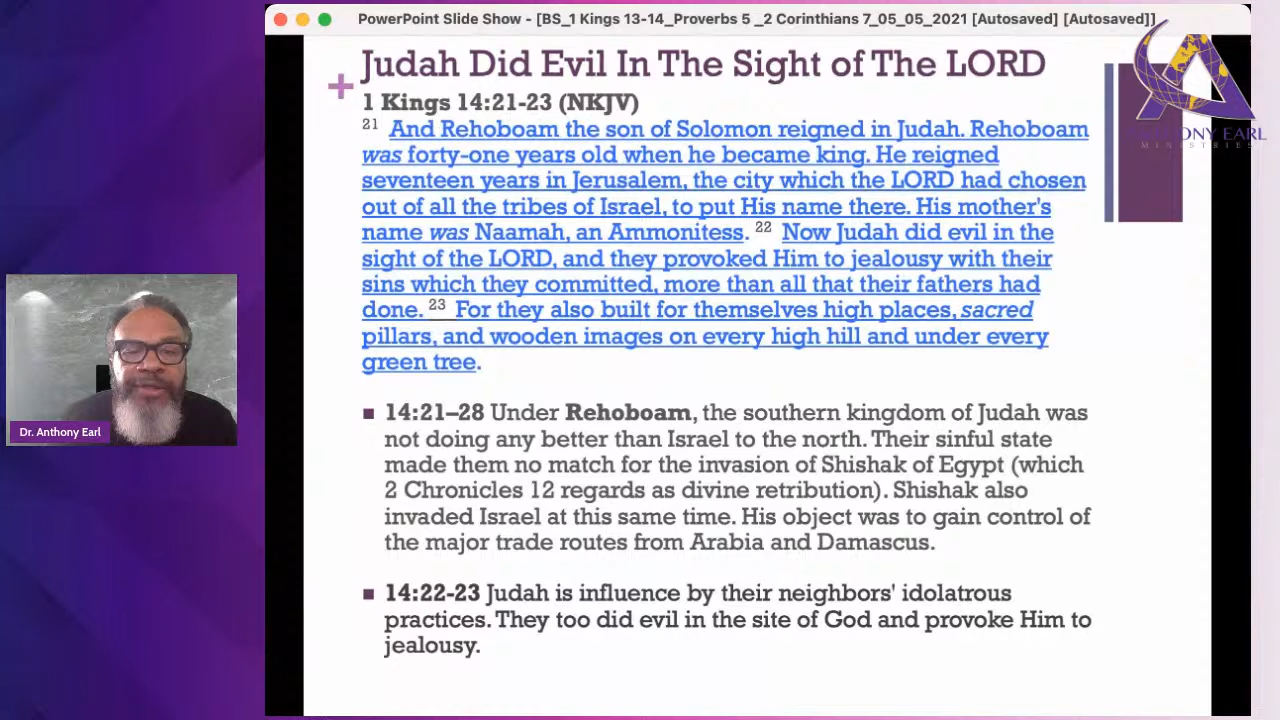 PowerPoint Slide Show - [BS_1 Kings 13-14_Proverbs 5 _2 Corinthians 7_05_05_2021 [Autosaved] [Autosaved]]
Judah Did Evil In The Sight of The LORD
+
1 Kings 14:21-23 (NKJV)
21 And Rehoboam the son of Solomon reigned in Judah. Rehoboam
was forty-one years old when he became king. He reigned
seventeen years in Jerusalem, the city which the LORD had chosen
out of all the tribes of Israel, to put His name there. His mother's
name was Naamah, an Ammonitess. 22 Now Judah did evil in the
sight of the LORD, and they provoked Him to jealousy with their
sins which they committed, more than all that their fathers had
done. 23 For they also built for themselves high places, sacred
pillars, and wooden images on every high hill and under every
green tree.
■ 14:21–28 Under Rehoboam, the southern kingdom of Judah was
not doing any better than Israel to the north. Their sinful state
made them no match for the invasion of Shishak of Egypt (which
2 Chronicles 12 regards as divine retribution). Shishak also
invaded Israel at this same time. His object was to gain control of
the major trade routes from Arabia and Damascus.
■ 14:22-23 Judah is influence by their neighbors' idolatrous
practices. They too did evil in the site of God and provoke Him to
jealousy.
Dr. Anthony Earl
EARL
MINISTRIES